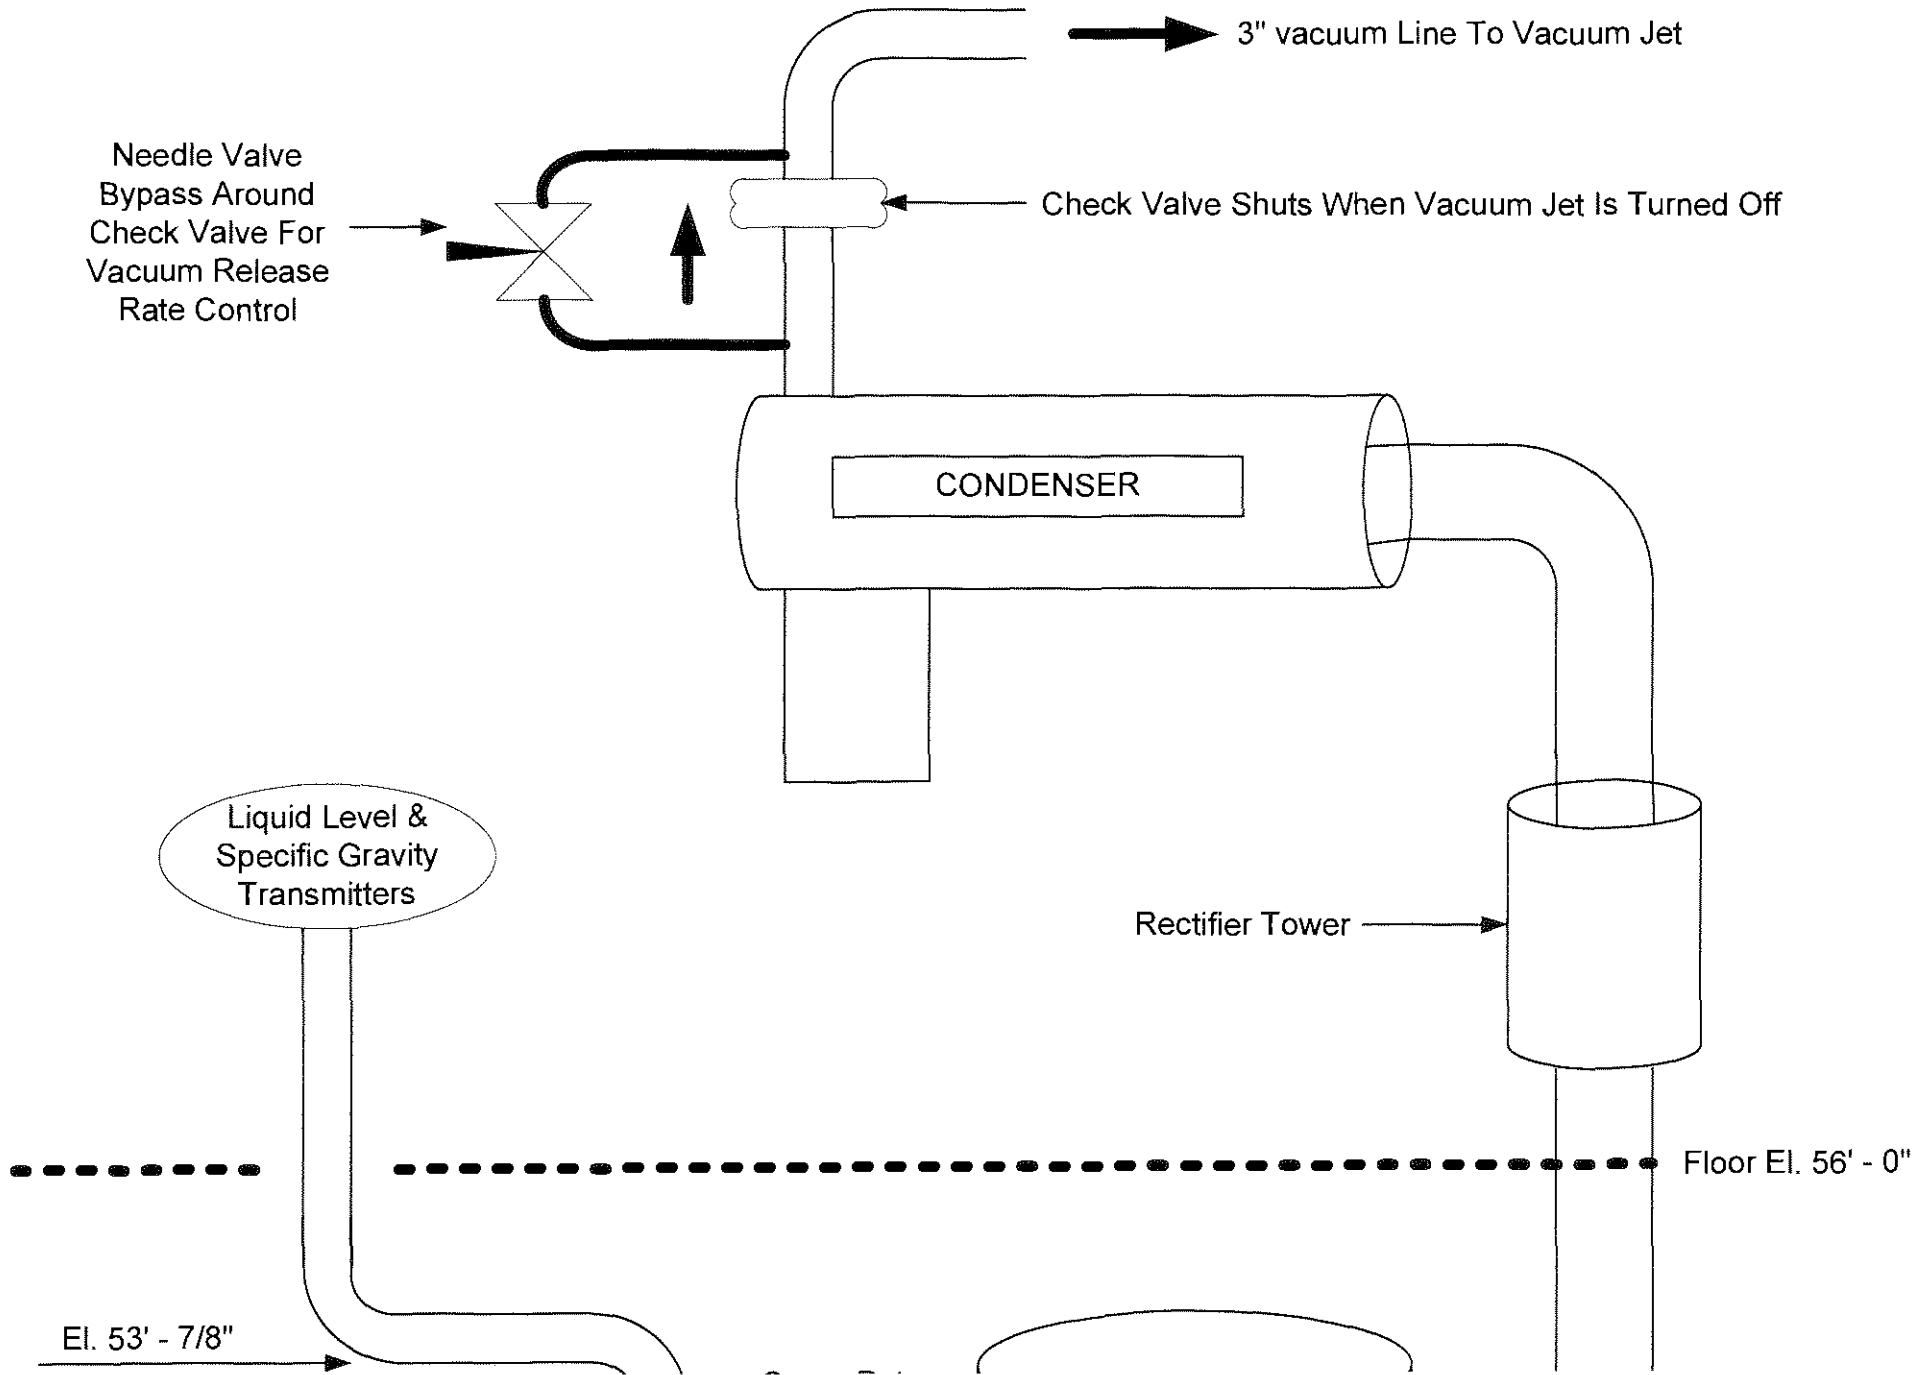 3" vacuum Line To Vacuum Jet
Needle Valve
Bypass Around
Check Valve For
Vacuum Release
Rate Control
Check Valve Shuts When Vacuum Jet Is Turned Off
CONDENSER
Liquid Level &
Specific Gravity
Transmitters
Rectifier Tower
Floor El. 56' - 0"
El. 53' - 7/8"